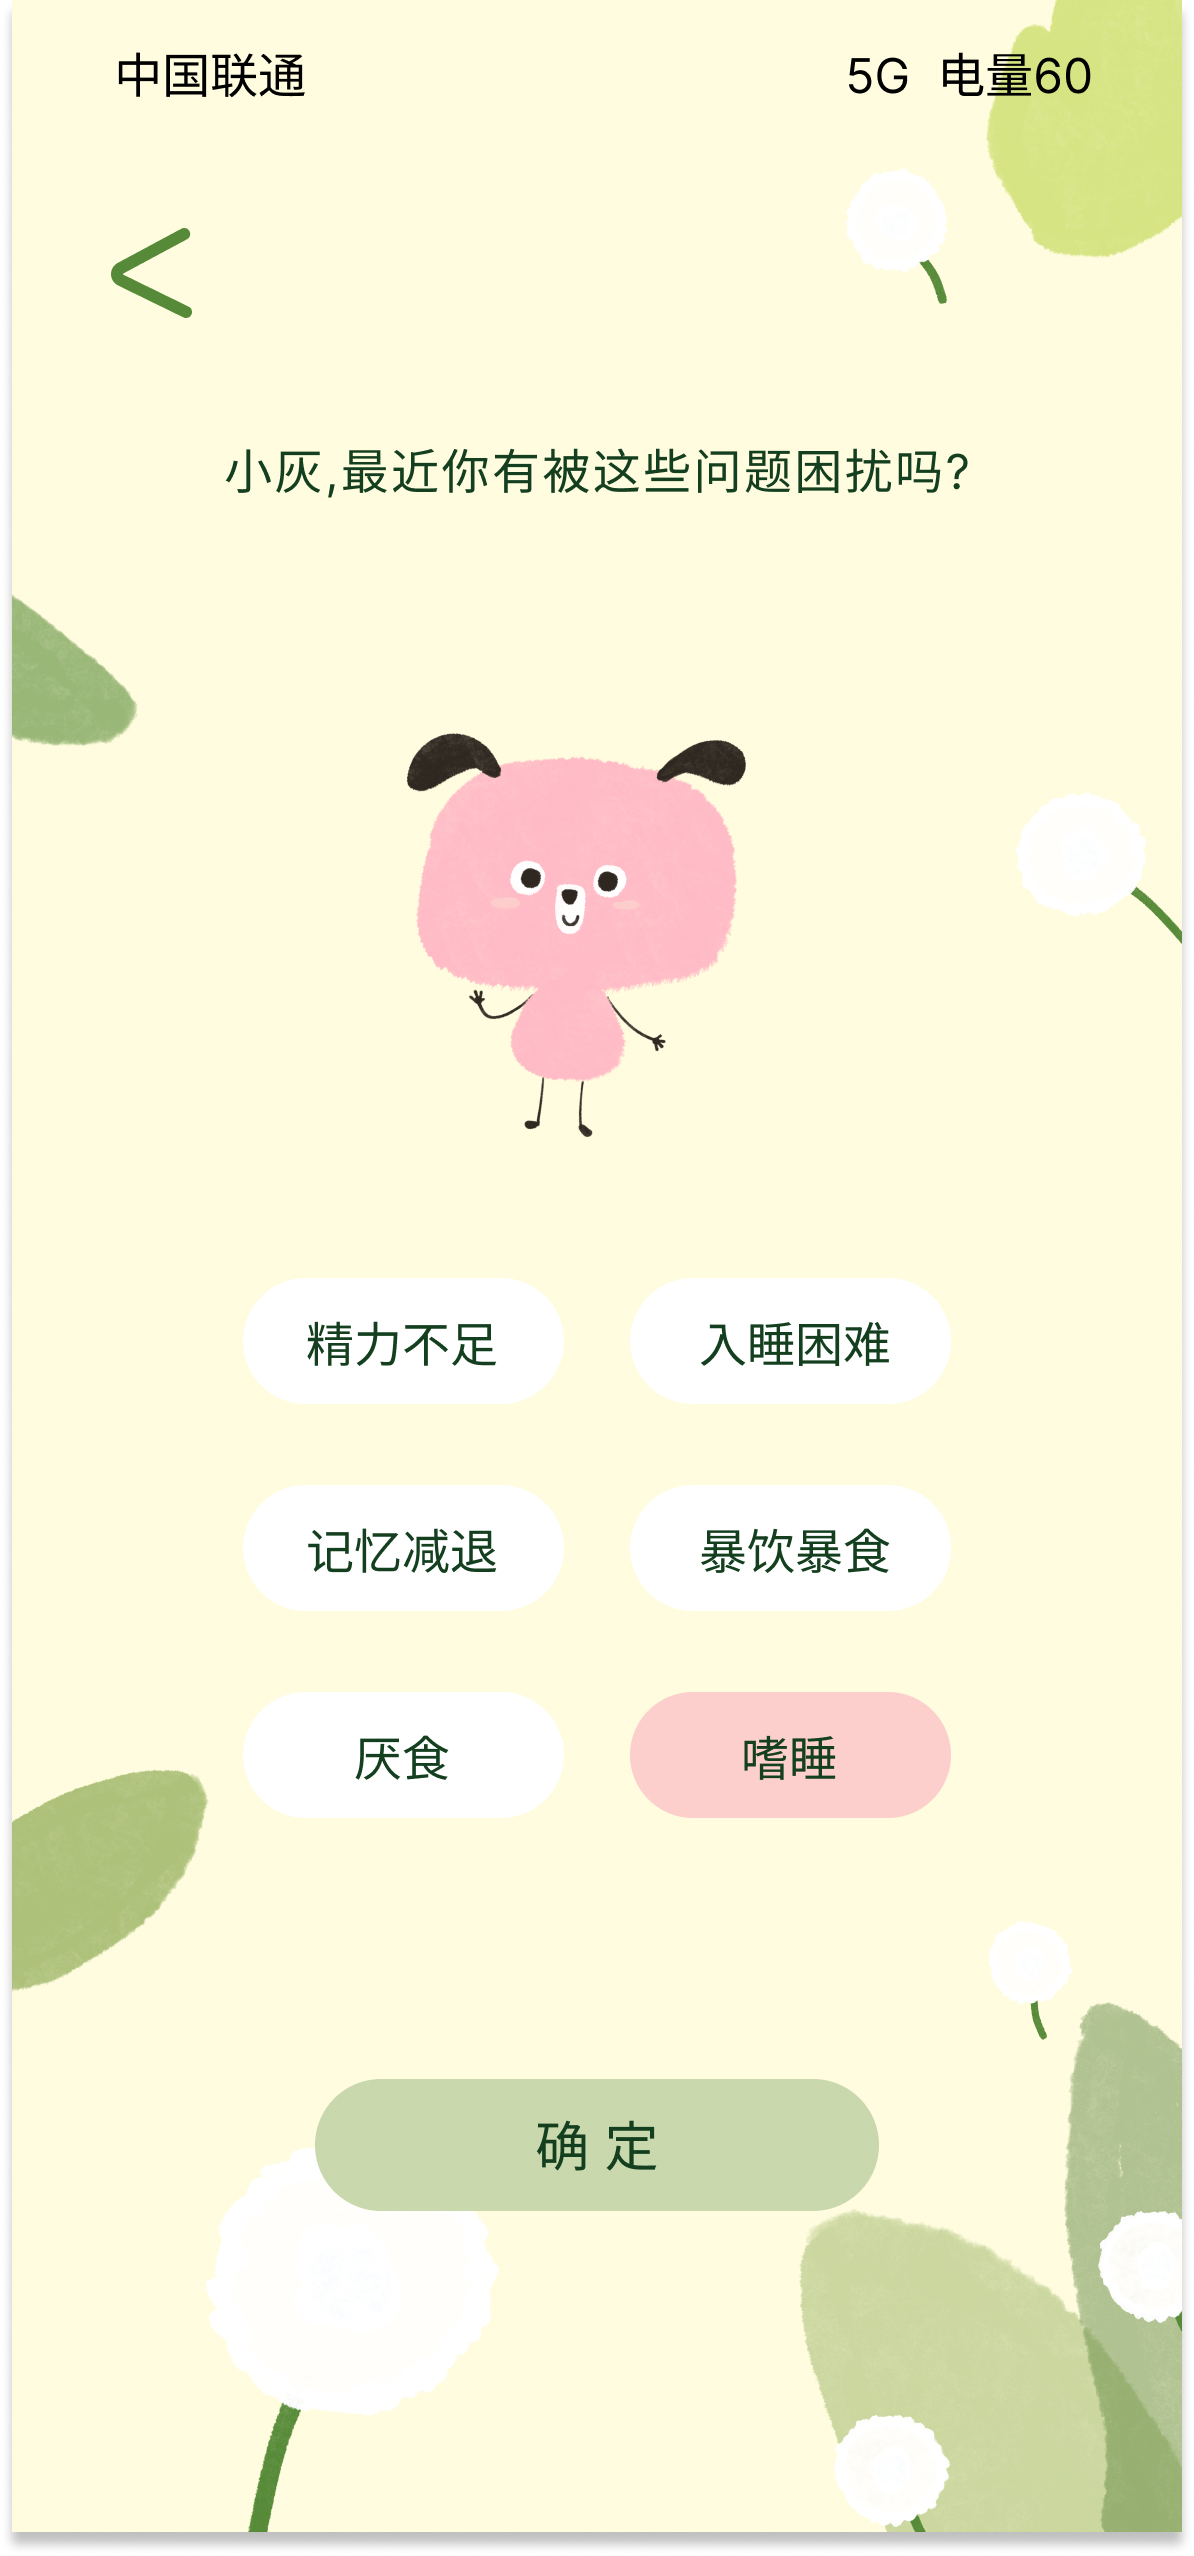 中国联通 5G 电量60
小灰,最近你有被这些问题困扰吗?
精力不足 入睡困难
记忆减退 暴饮暴食
厌食 嗜睡
确 定